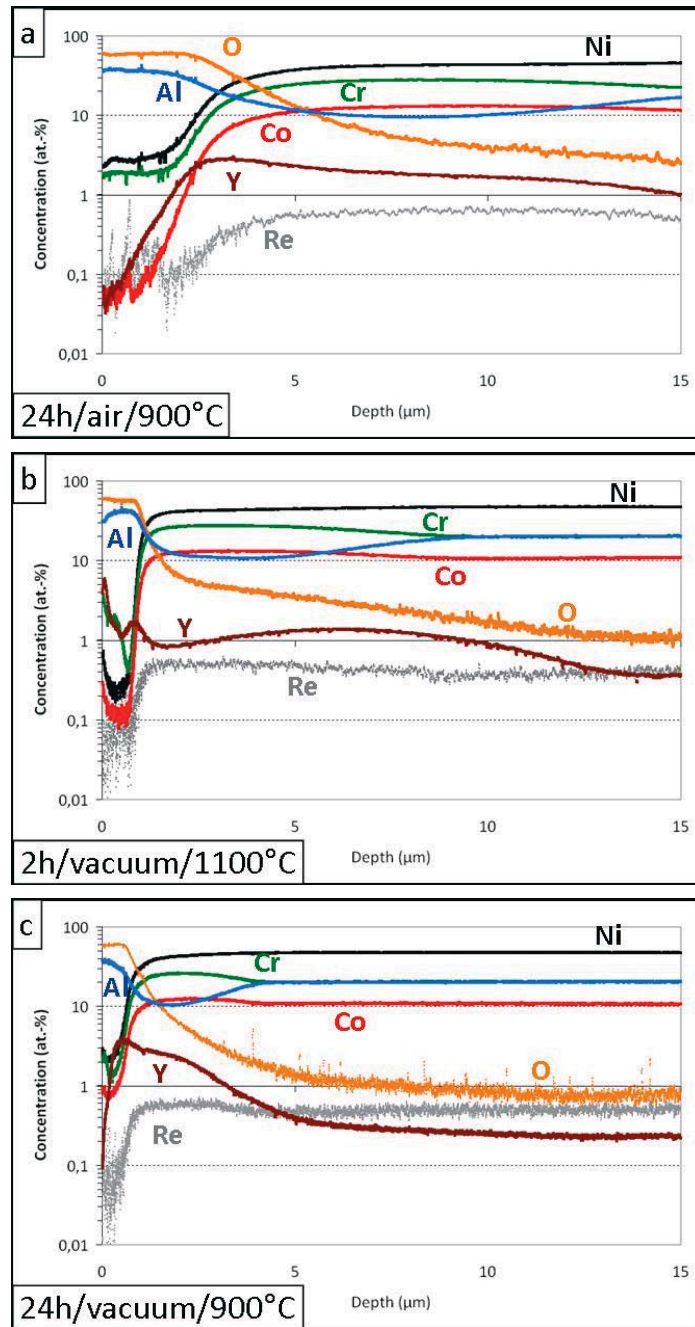 a
100
10
1
0,1
0,01
Concentration (at.-%)
O
Ni
Al
Cr
Co
Y
Re
0
5
10
15
Depth (µm)
24h/air/900°C
b
100
10
1
0,1
0,01
Concentration (at.-%)
Ni
Cr
Al
Co
O
Y
Re
0
5
10
15
Depth (µm)
2h/vacuum/1100°C
c
100
10
1
0,1
0,01
Concentration (at.-%)
Ni
Cr
Al
Co
Y
O
Re
0
5
10
15
Depth (µm)
24h/vacuum/900°C